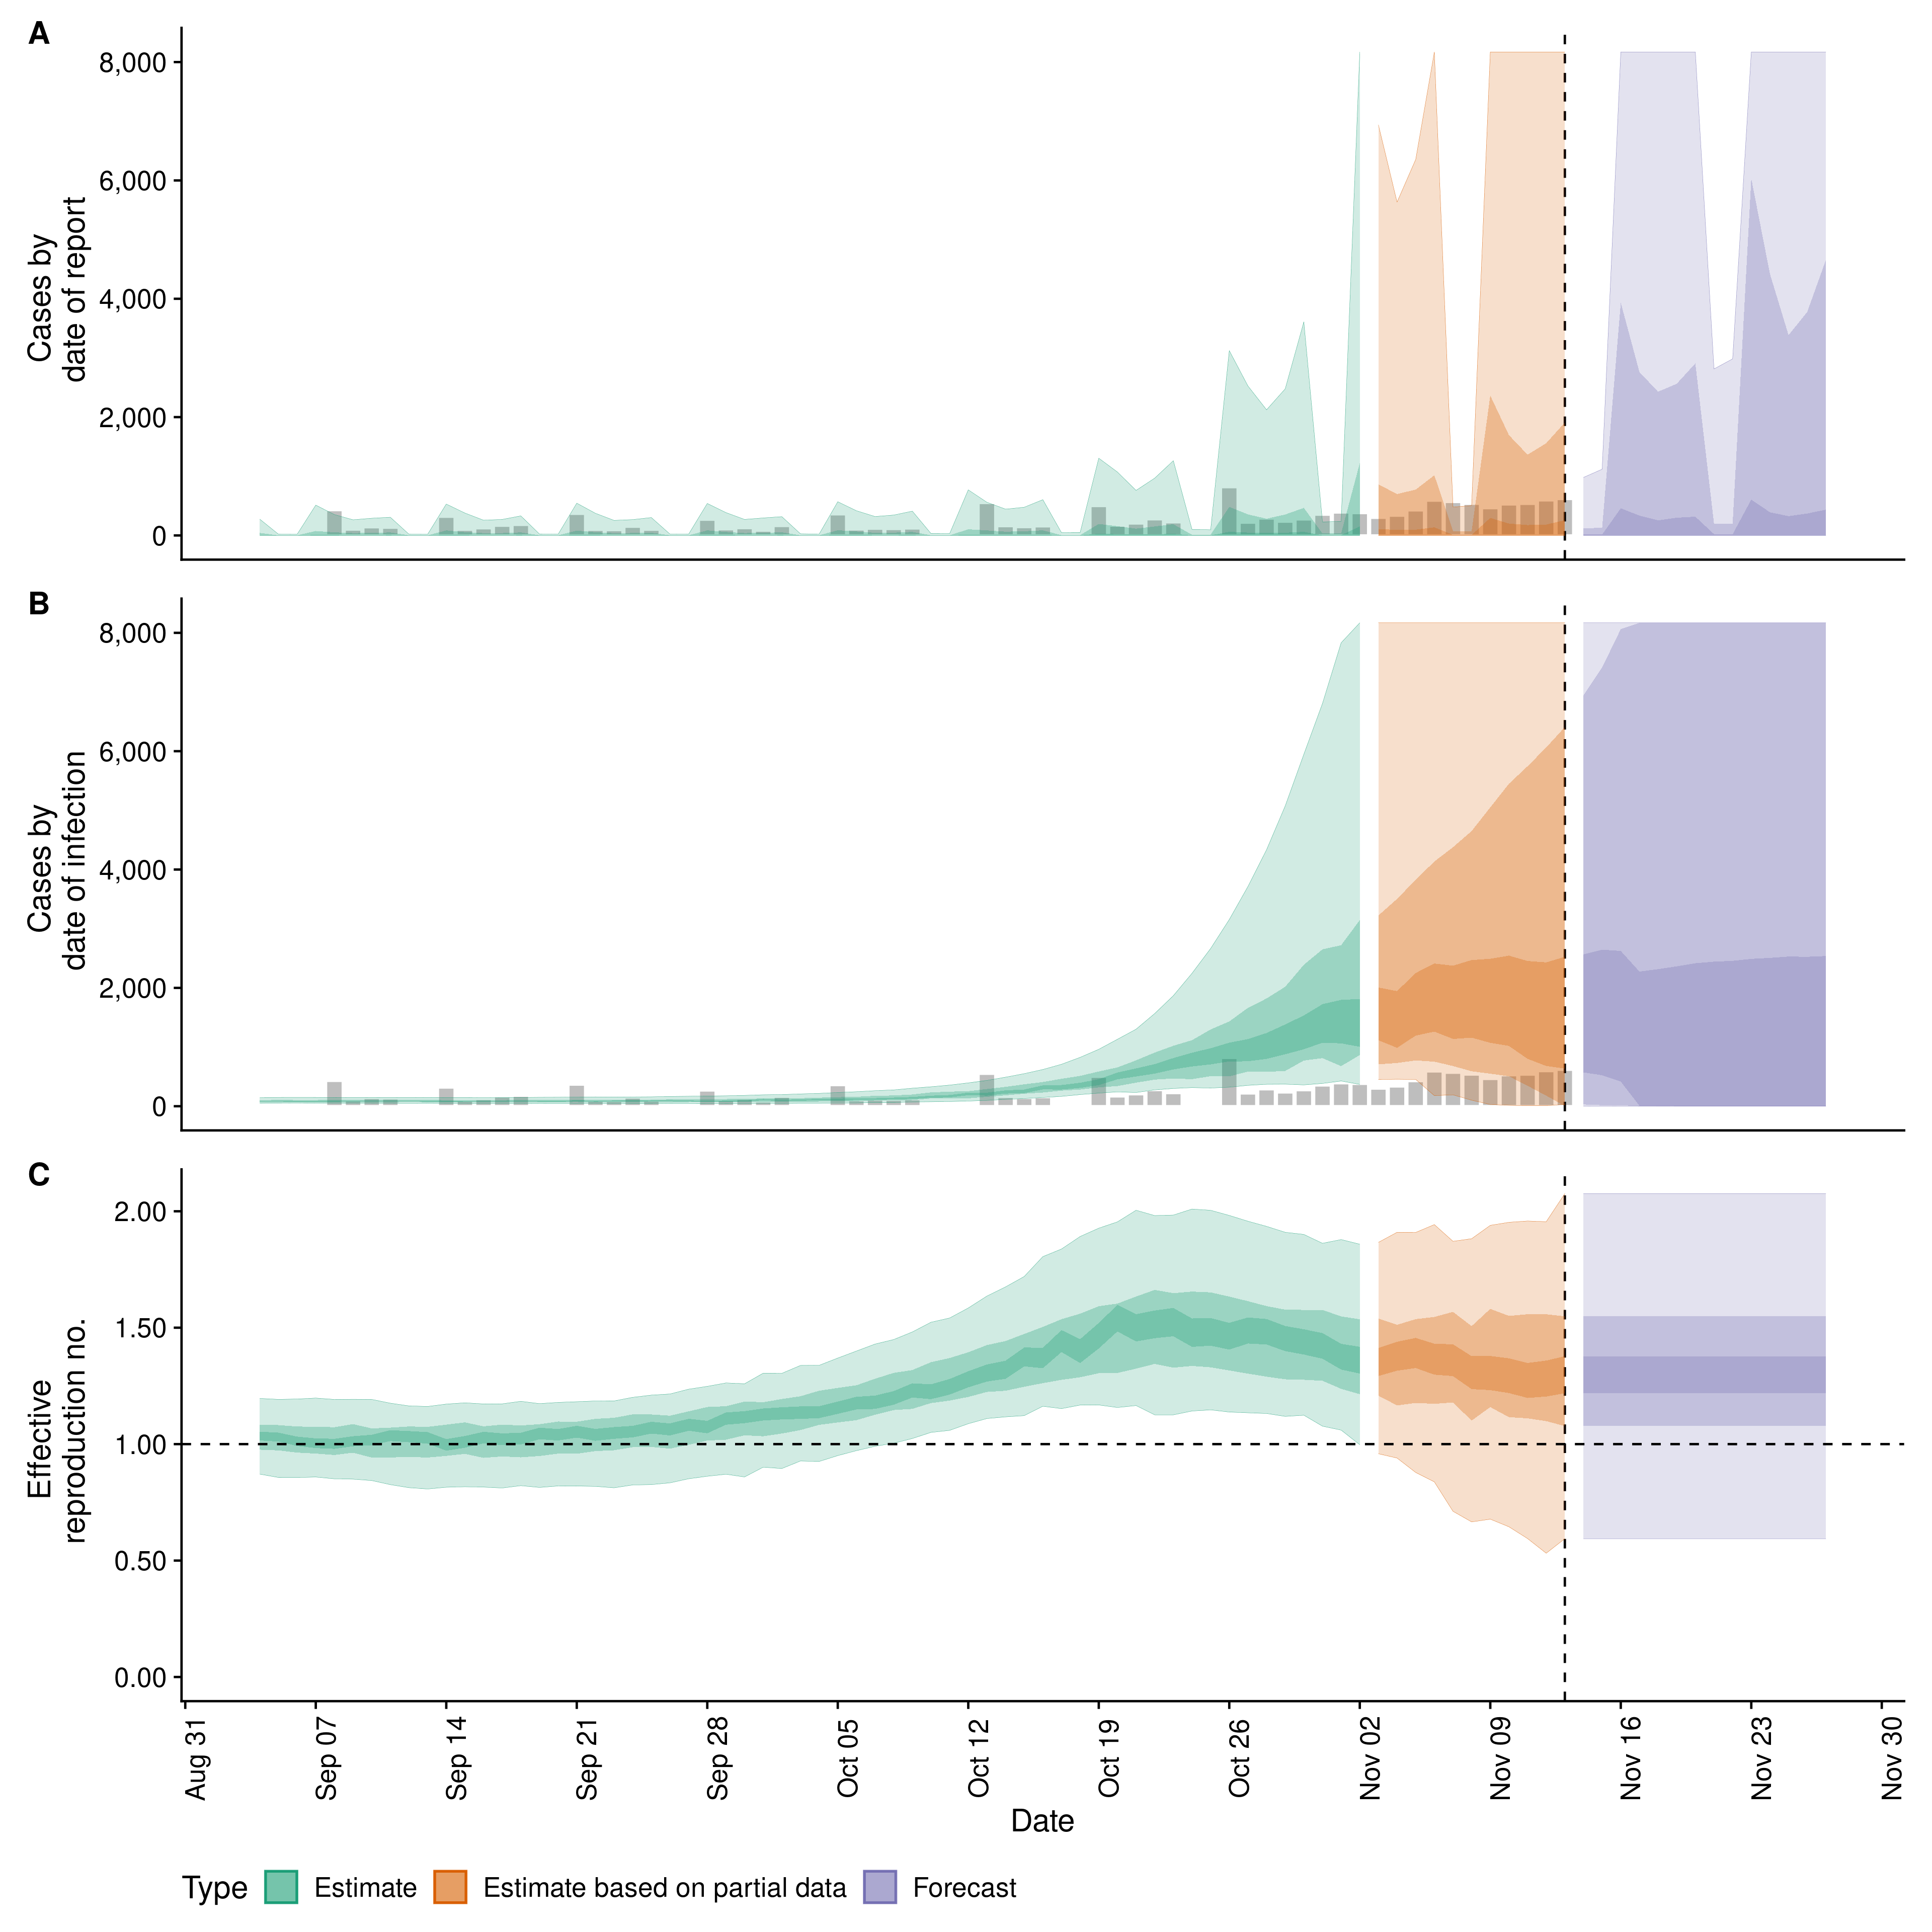 A
8,000
6,000
4,000
2,000
0
Cases by
date of report
B
8,000
6,000
4,000
2,000
0
Cases by
date of infection
C
2.00
1.50
1.00
0.50
0.00
Effective
reproduction no.
Aug 31
Sep 07
Sep 14
Sep 21
Sep 28
Oct 05
Oct 12
Oct 19
Oct 26
Nov 02
Nov 09
Nov 16
Nov 23
Nov 30
Date
Type Estimate Estimate based on partial data Forecast